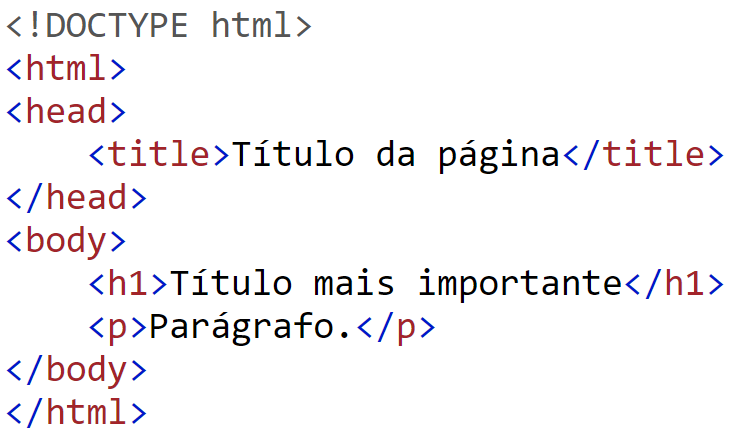 <!DOCTYPE html>
<html>
<head>
    <title>Título da página</title>
</head>
<body>
    <h1>Título mais importante</h1>
    <p>Parágrafo.</p>
</body>
</html>